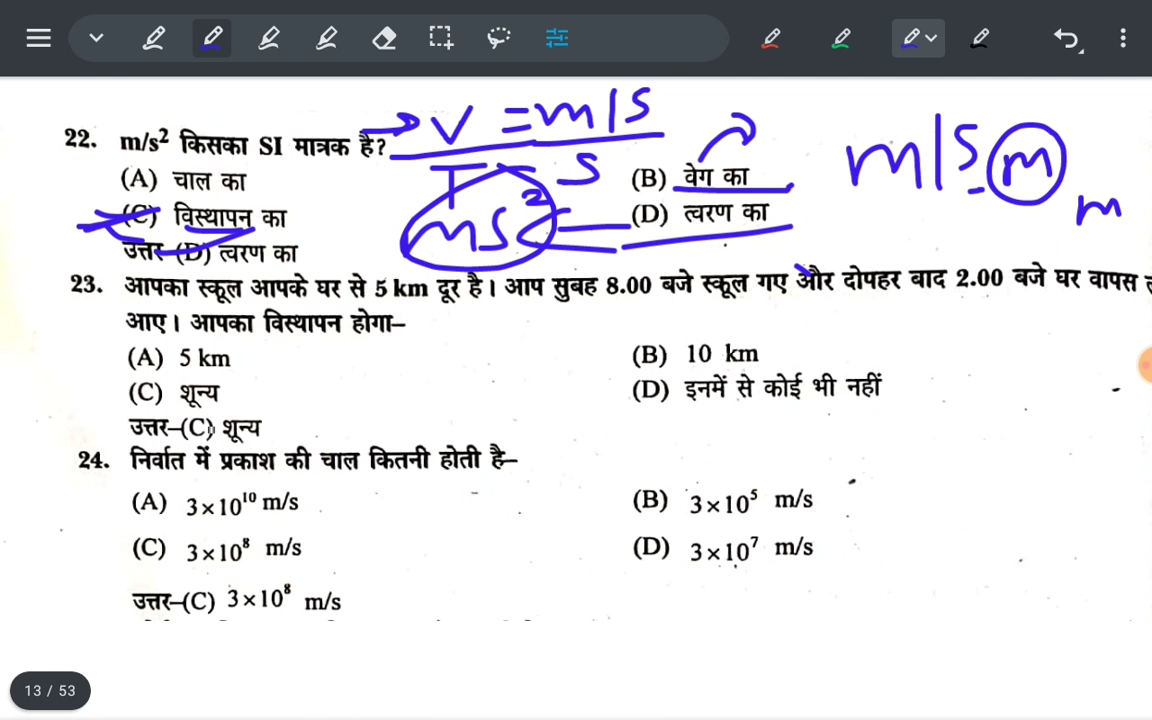 22. m/s² किसका SI मात्रक है? → V = m/s
T s
m/s m m
(A) चाल का (B) वेग का
ms²
(C) विस्थापन का (D) त्वरण का
उत्तर–(D) त्वरण का
23. आपका स्कूल आपके घर से 5 km दूर है। आप सुबह 8.00 बजे स्कूल गए और दोपहर बाद 2.00 बजे घर वापस
आए। आपका विस्थापन होगा–
(A) 5 km (B) 10 km
(C) शून्य (D) इनमें से कोई भी नहीं
उत्तर–(C) शून्य
24. निर्वात में प्रकाश की चाल कितनी होती है–
(A) 3×10¹⁰ m/s (B) 3×10⁵ m/s
(C) 3×10⁸ m/s (D) 3×10⁷ m/s
उत्तर–(C) 3×10⁸ m/s
13 / 53